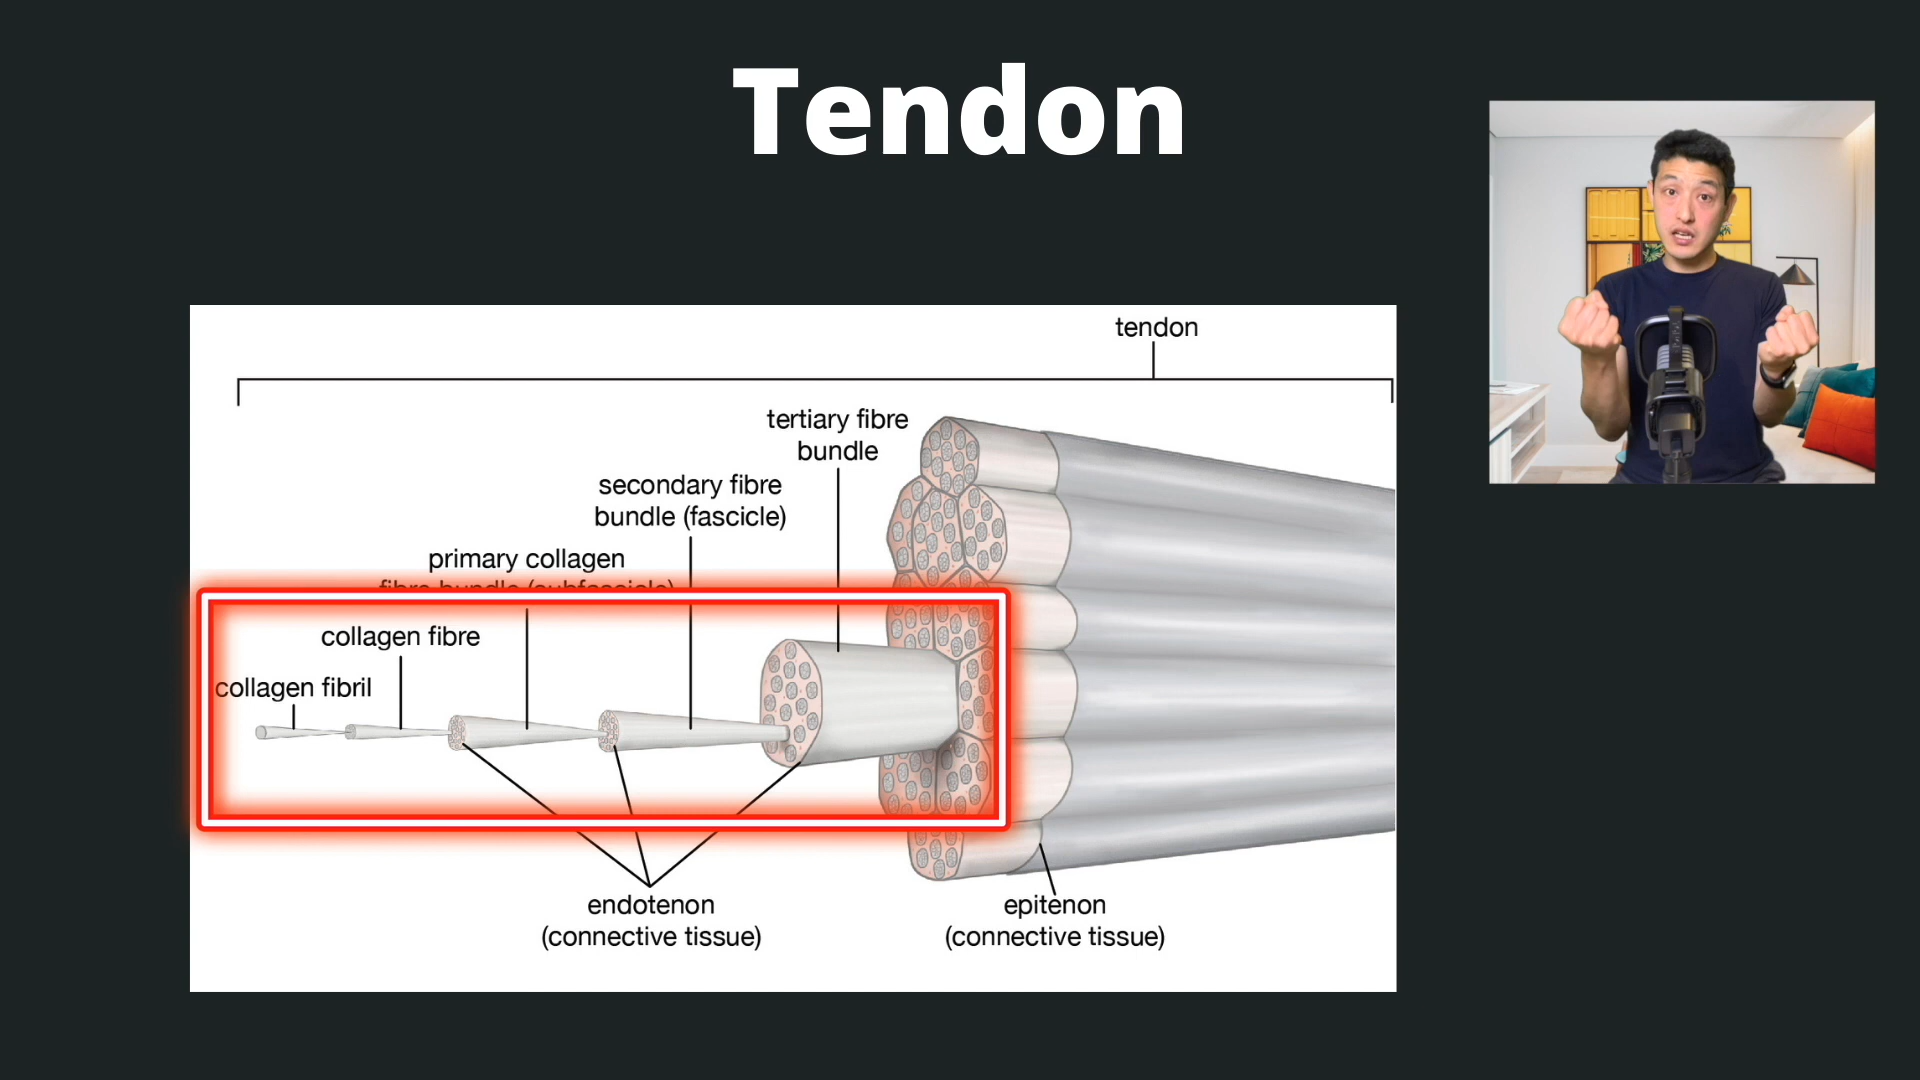 Tendon
tendon
tertiary fibre
bundle
secondary fibre
bundle (fascicle)
primary collagen
fibre bundle (subfascicle)
collagen fibre
collagen fibril
endotenon
(connective tissue)
epitenon
(connective tissue)